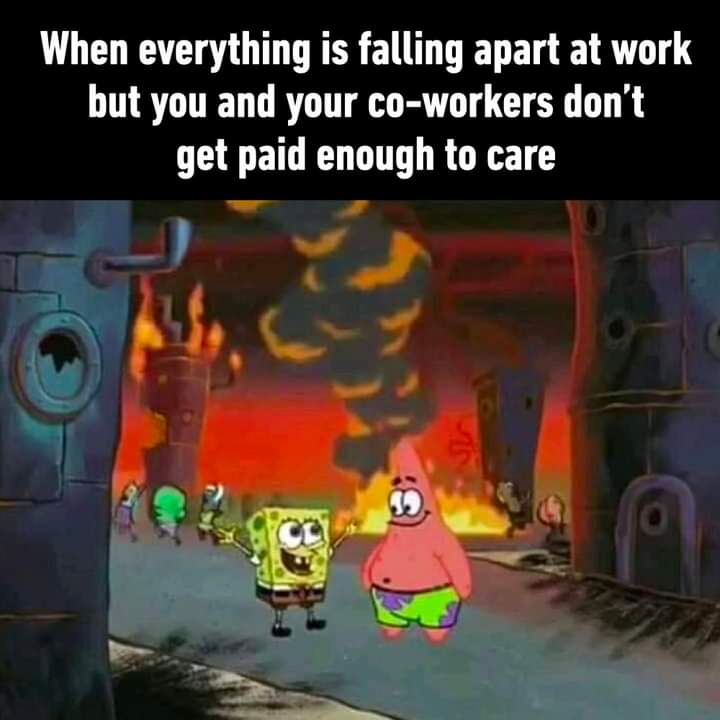 When everything is falling apart at work
but you and your co-workers don't
get paid enough to care